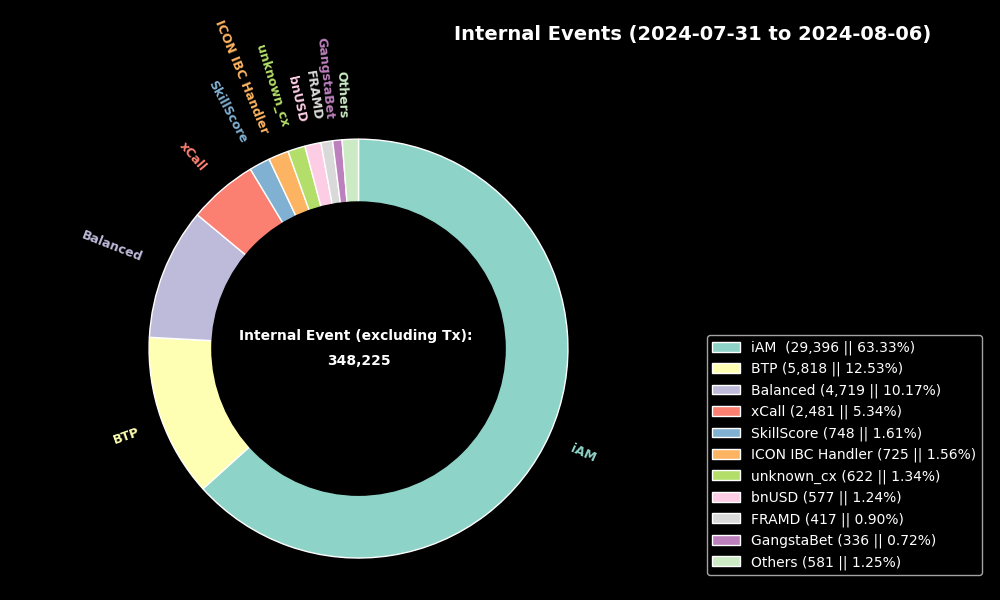 Internal Events (2024-07-31 to 2024-08-06)
ICON IBC Handler
unknown_cx
GangstaBet
Others
FRAMD
bnUSD
SkillScore
xCall
Balanced
BTP
iAM
Internal Event (excluding Tx):
348,225
iAM  (29,396 || 63.33%)
BTP (5,818 || 12.53%)
Balanced (4,719 || 10.17%)
xCall (2,481 || 5.34%)
SkillScore (748 || 1.61%)
ICON IBC Handler (725 || 1.56%)
unknown_cx (622 || 1.34%)
bnUSD (577 || 1.24%)
FRAMD (417 || 0.90%)
GangstaBet (336 || 0.72%)
Others (581 || 1.25%)